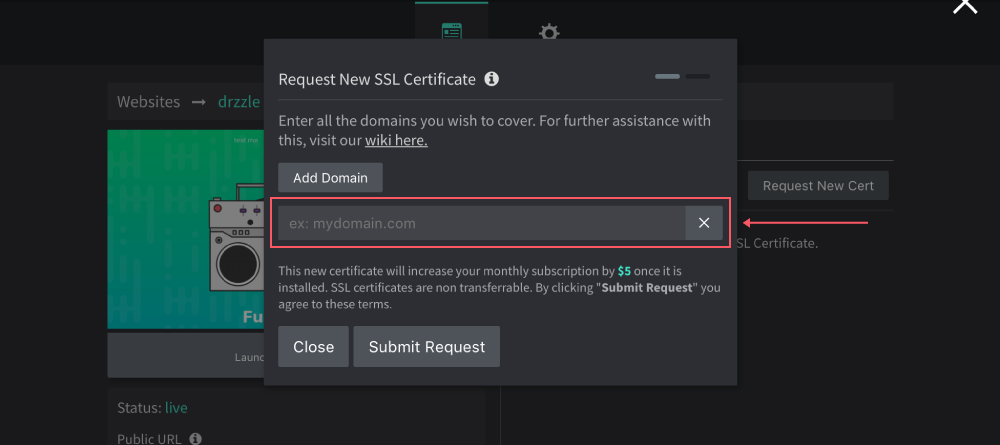 Request New SSL Certificate
Websites → drzzle
Enter all the domains you wish to cover. For further assistance with
this, visit our wiki here.
Add Domain
Request New Cert
ex: mydomain.com
SL Certificate.
This new certificate will increase your monthly subscription by $5 once it is
installed. SSL certificates are non transferrable. By clicking "Submit Request" you
agree to these terms.
Fu
Close
Submit Request
Launc
Status: live
Public URL